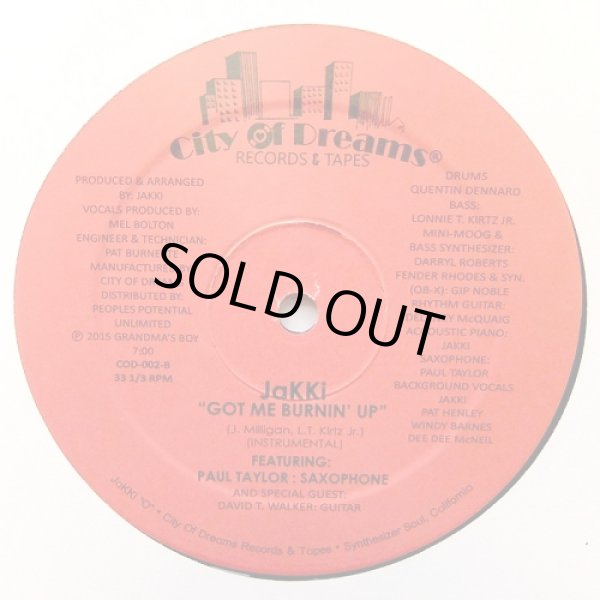 City Of Dreams®
RECORDS & TAPES
PRODUCED & ARRANGED
BY: JAKKI
VOCALS PRODUCED BY:
MEL BOLTON
ENGINEER & TECHNICIAN:
PAT
MANUFACTURED BY
CITY OF
DISTRIBUTED BY:
PEOPLES POTENTIAL
UNLIMITED
℗ 2015 GRANDMA'S BOY
7:00
COD-002-B
33 1/3 RPM
DRUMS
QUENTIN DENNARD
BASS:
LONNIE T. KIRTZ JR.
MINI-MOOG &
BASS SYNTHESIZER:
DARRYL ROBERTS
FENDER RHODES & SYN.
(OB-X): GIP NOBLE
RHYTHM GUITAR:
McQUAIG
ACOUSTIC PIANO:
JAKKI
SAXOPHONE:
PAUL TAYLOR
BACKGROUND VOCALS
JAKKI
PAT HENLEY
WINDY BARNES
DEE DEE McNEIL
SOLD OUT
JaKKi
"GOT ME BURNIN' UP"
(J. Milligan, L.T. Kirtz Jr.)
(INSTRUMENTAL)
FEATURING:
PAUL TAYLOR : SAXOPHONE
AND SPECIAL GUEST:
DAVID T. WALKER: GUITAR
JaKKi "O" • City Of Dreams Records & Tapes • Synthesizer Soul, California